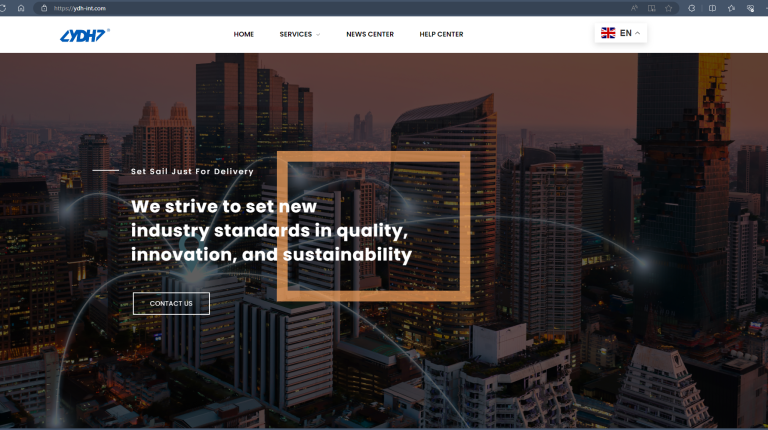 https://ydh-int.com
YDH7®
HOME
SERVICES
NEWS CENTER
HELP CENTER
EN
Set Sail Just For Delivery
We strive to set new
industry standards in quality,
innovation, and sustainability
CONTACT US